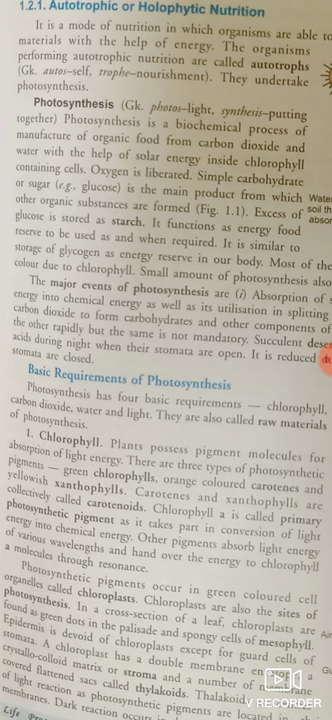 1.2.1. Autotrophic or Holophytic Nutrition
It is a mode of nutrition in which organisms are able to
materials with the help of energy. The organisms
performing autotrophic nutrition are called autotrophs
(Gk. autos–self, trophe–nourishment). They undertake
photosynthesis.
Photosynthesis (Gk. photos–light, synthesis–putting
together) Photosynthesis is a biochemical process of
manufacture of organic food from carbon dioxide and
water with the help of solar energy inside chlorophyll
containing cells. Oxygen is liberated. Simple carbohydrate
or sugar (e.g., glucose) is the main product from which
other organic substances are formed (Fig. 1.1). Excess of
glucose is stored as starch. It functions as energy food
reserve to be used as and when required. It is similar to
storage of glycogen as energy reserve in our body. Most of the
colour due to chlorophyll. Small amount of photosynthesis also
The major events of photosynthesis are (i) Absorption of
energy into chemical energy as well as its utilisation in splitting
carbon dioxide to form carbohydrates and other components of
the other rapidly but the same is not mandatory. Succulent
acids during night when their stomata are open. It is reduced
stomata are closed.
Basic Requirements of Photosynthesis
Photosynthesis has four basic requirements — chlorophyll,
carbon dioxide, water and light. They are also called raw materials
of photosynthesis.
1. Chlorophyll. Plants possess pigment molecules for
absorption of light energy. There are three types of photosynthetic
pigments — green chlorophylls, orange coloured carotenes and
yellowish xanthophylls. Carotenes and xanthophylls are
collectively called carotenoids. Chlorophyll a is called primary
photosynthetic pigment as it takes part in conversion of light
energy into chemical energy. Other pigments absorb light energy
of various wavelengths and hand over the energy to chlorophyll
a molecules through resonance.
Photosynthetic pigments occur in green coloured cell
organelles called chloroplasts. Chloroplasts are also the sites of
photosynthesis. In a cross-section of a leaf, chloroplasts are
found as green dots in the palisade and spongy cells of mesophyll.
Epidermis is devoid of chloroplasts except for guard cells of
stomata. A chloroplast has a double membrane a
crystallo-colloid matrix or stroma and a number of
covered flattened sacs called thylakoids. Thalakoid
of light reaction as photosynthetic pigments are located in
membranes. Dark reaction occurs
Life
Water
soil
absor
V RECORDER